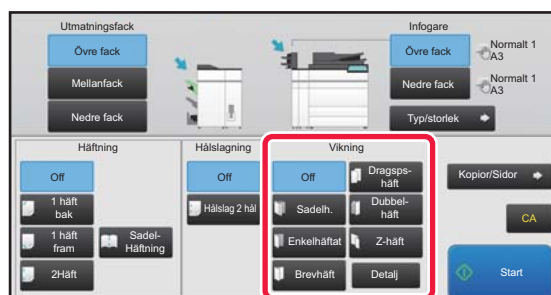 Utmatningsfack
Infogare
Övre fack
Mellanfack
Nedre fack
Övre fack
Normalt 1
A3
Nedre fack
Normalt 1
A3
Typ/storlek
Häftning
Off
1 häft
bak
1 häft
fram
2Häft
Sadel-
Häftning
Hålslagning
Off
Hålslag 2 hål
Vikning
Off
Dragsps-
häft
Sadelh.
Dubbel-
häft
Enkelhäftat
Z-häft
Brevhäft
Detalj
Kopior/Sidor
CA
Start